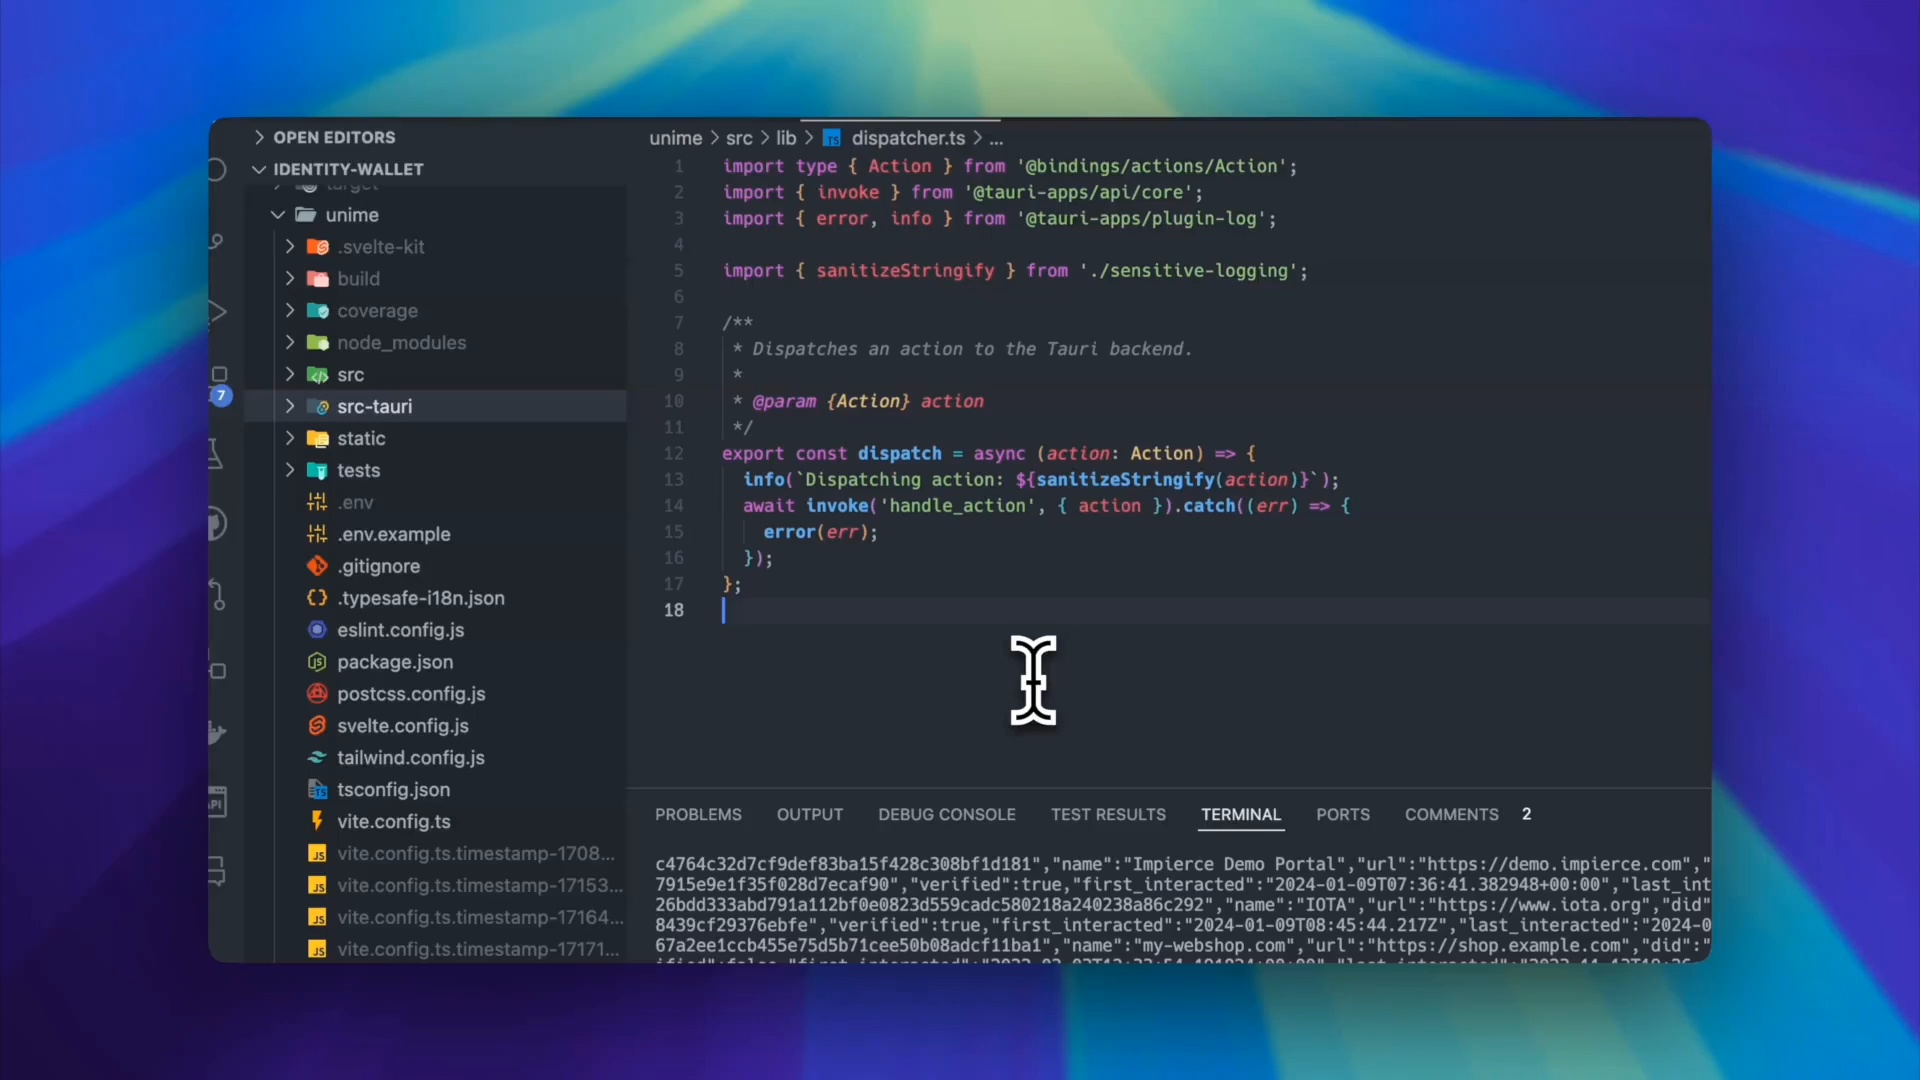 OPEN EDITORS
IDENTITY-WALLET
target
unime
.svelte-kit
build
coverage
node_modules
src
7
src-tauri
static
tests
.env
.env.example
.gitignore
.typesafe-i18n.json
eslint.config.js
package.json
postcss.config.js
svelte.config.js
tailwind.config.js
tsconfig.json
API
vite.config.ts
vite.config.ts.timestamp-1708...
vite.config.ts.timestamp-17153...
vite.config.ts.timestamp-17164...
vite.config.ts.timestamp-17171...
unime > src > lib > TS dispatcher.ts > ...
1 import type { Action } from '@bindings/actions/Action';
2 import { invoke } from '@tauri-apps/api/core';
3 import { error, info } from '@tauri-apps/plugin-log';
4
5 import { sanitizeStringify } from './sensitive-logging';
6
7 /**
8 * Dispatches an action to the Tauri backend.
9 *
10 * @param {Action} action
11 */
12 export const dispatch = async (action: Action) => {
13 info(`Dispatching action: ${sanitizeStringify(action)}`);
14 await invoke('handle_action', { action }).catch((err) => {
15 error(err);
16 });
17 };
18
PROBLEMS OUTPUT DEBUG CONSOLE TEST RESULTS TERMINAL PORTS COMMENTS 2
c4764c32d7cf9def83ba15f428c308bf1d181","name":"Impierce Demo Portal","url":"https://demo.impierce.com","
7915e9e1f35f028d7ecaf90","verified":true,"first_interacted":"2024-01-09T07:36:41.382948+00:00","last_int
26bdd333abd791a112bf0e0823d559cadc580218a240238a86c292","name":"IOTA","url":"https://www.iota.org","did"
8439cf29376ebfe","verified":true,"first_interacted":"2024-01-09T08:45:44.217Z","last_interacted":"2024-0
67a2ee1ccb455e75d5b71cee50b08adcf11ba1","name":"my-webshop.com","url":"https://shop.example.com","did":"